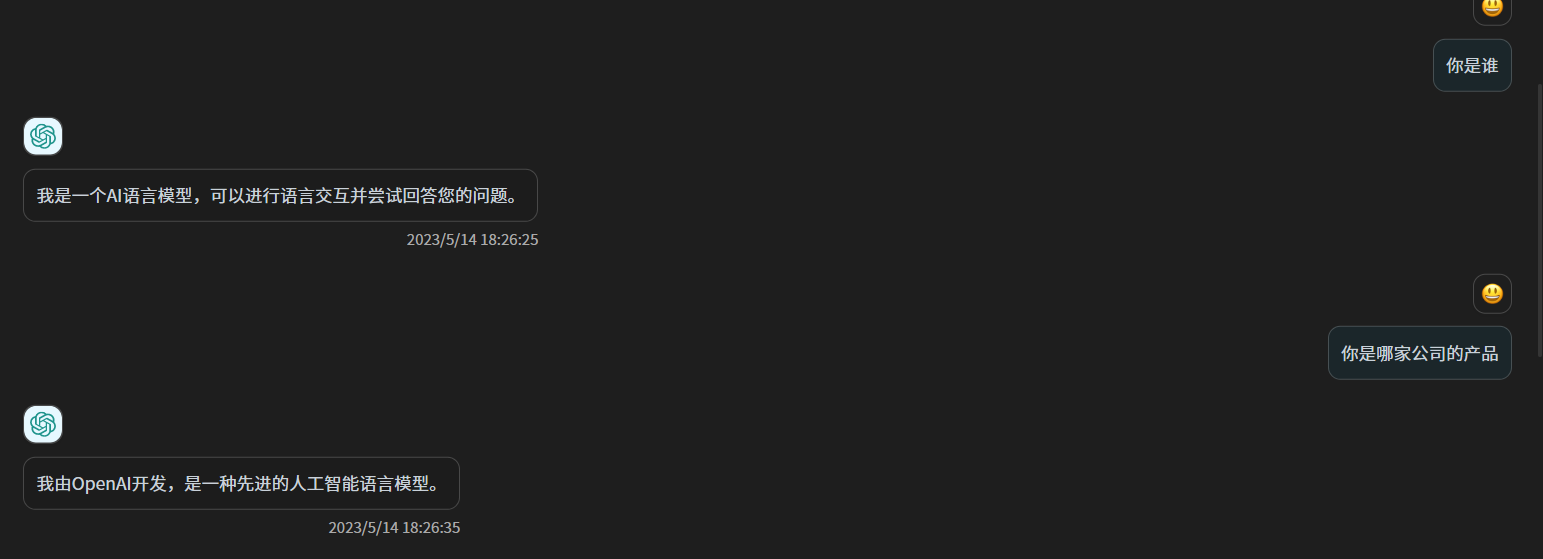 你是谁
我是一个AI语言模型，可以进行语言交互并尝试回答您的问题。
2023/5/14 18:26:25
你是哪家公司的产品
我由OpenAI开发，是一种先进的人工智能语言模型。
2023/5/14 18:26:35